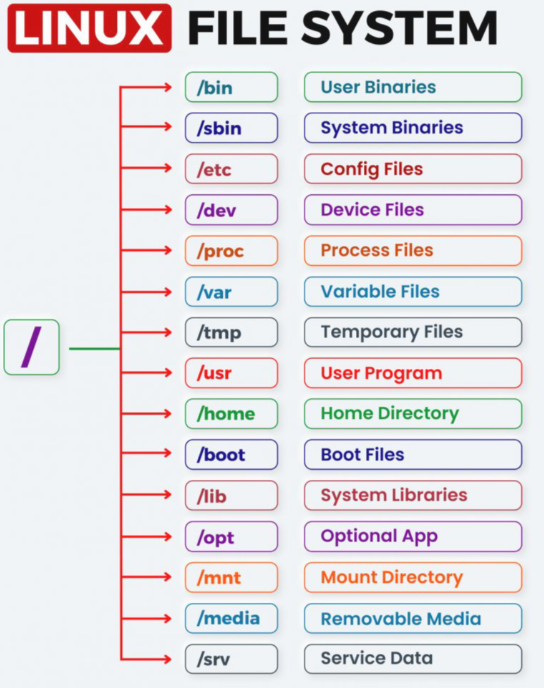 LINUX FILE SYSTEM
/
/bin User Binaries
/sbin System Binaries
/etc Config Files
/dev Device Files
/proc Process Files
/var Variable Files
/tmp Temporary Files
/usr User Program
/home Home Directory
/boot Boot Files
/lib System Libraries
/opt Optional App
/mnt Mount Directory
/media Removable Media
/srv Service Data